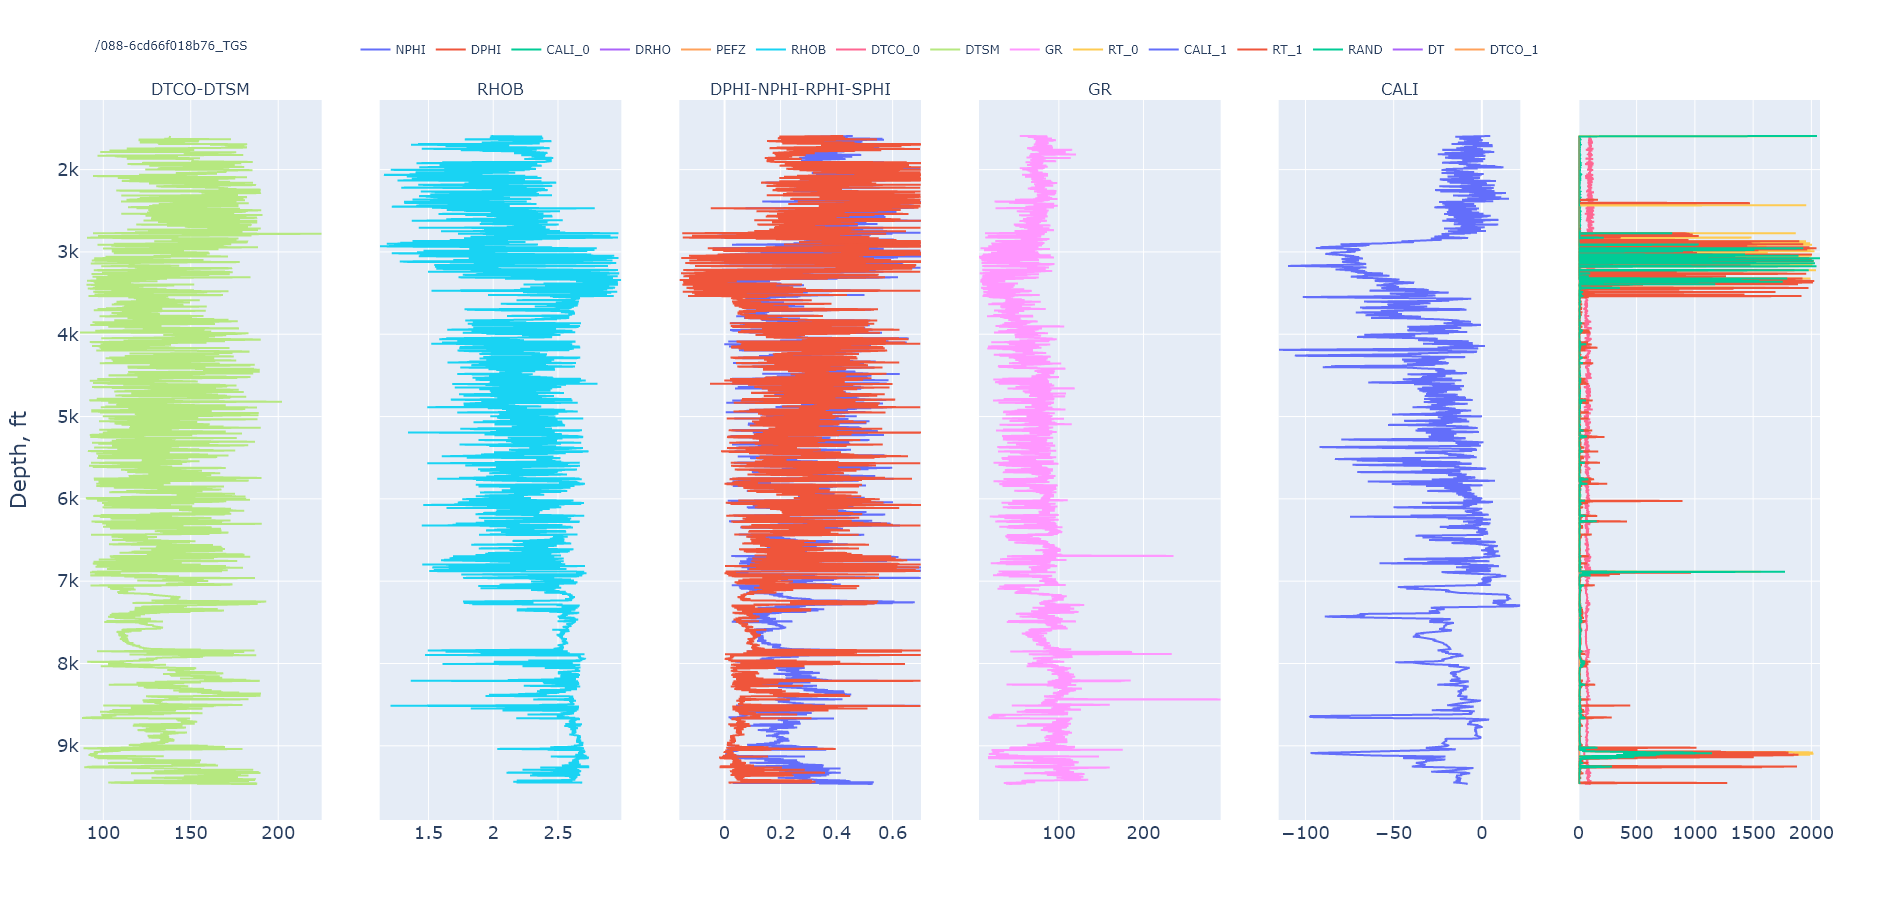 /088-6cd66f018b76_TGS
NPHI DPHI CALI_0 DRHO PEFZ RHOB DTCO_0 DTSM GR RT_0 CALI_1 RT_1 RAND DT DTCO_1
DTCO-DTSM RHOB DPHI-NPHI-RPHI-SPHI GR CALI
2k
3k
4k
5k
6k
7k
8k
9k
Depth, ft
100 150 200 1.5 2 2.5 0 0.2 0.4 0.6 100 200 −100 −50 0 0 500 1000 1500 2000